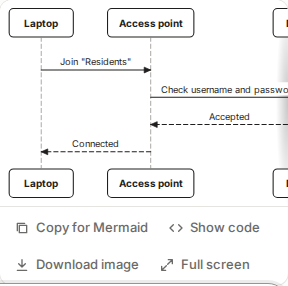 Laptop
Access point
Join "Residents"
Check username and
Accepted
Connected
Laptop
Access point
Copy for Mermaid
Show code
Download image
Full screen